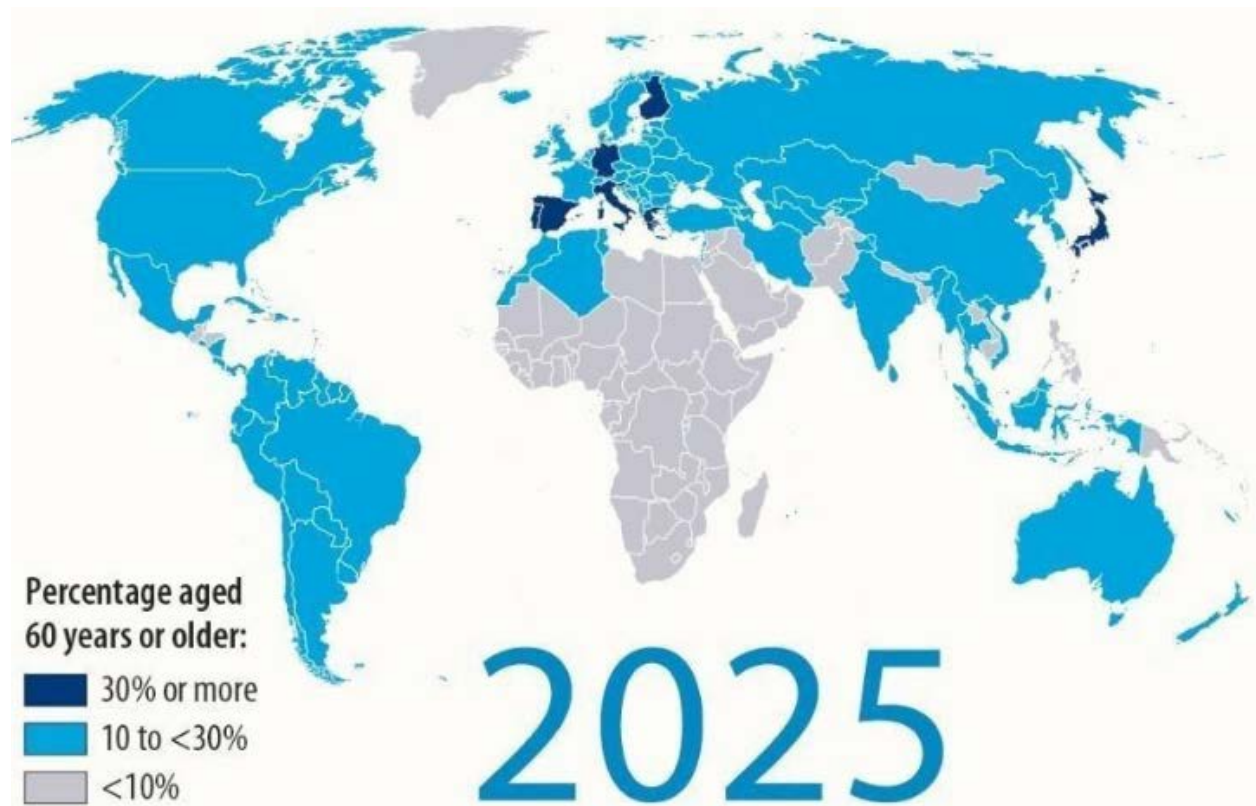 Percentage aged
60 years or older:
30% or more
10 to <30%
<10%
2025